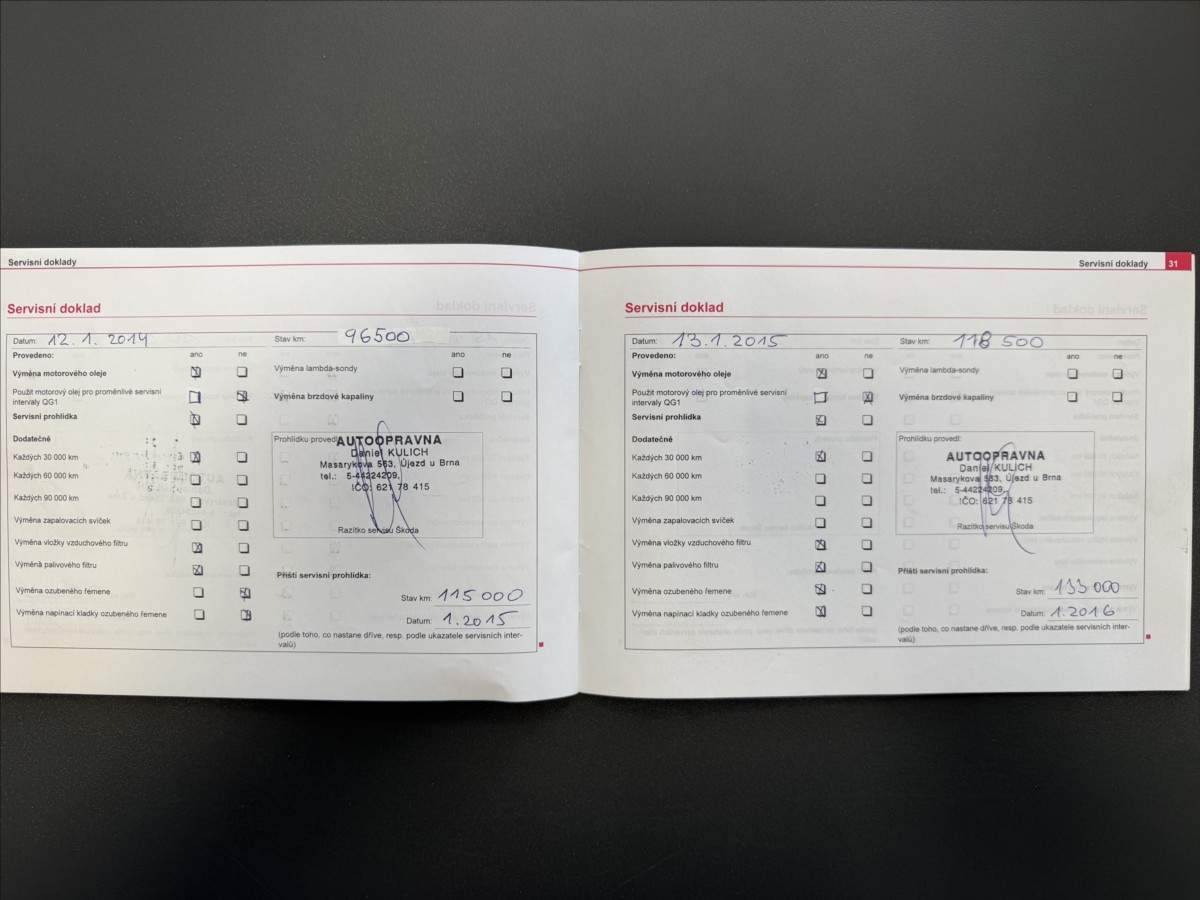 Servisní doklady
Servisní doklad
Datum: 12. 1. 2014 Stav km: 96500
Provedeno: ano ne ano ne
Výměna motorového oleje Výměna lambda-sondy
Použit motorový olej pro proměnlivé servisní
intervaly QG1 Výměna brzdové kapaliny
Servisní prohlídka
Dodatečně
Každých 30 000 km
Každých 60 000 km
Každých 90 000 km
Výměna zapalovacích svíček
Výměna vložky vzduchového filtru
Výměna palivového filtru
Výměna ozubeného řemene
Výměna napínací kladky ozubeného řemene
Prohlídku provedl:
AUTOOPRAVNA
Daniel KULICH
Masarykova 563, Újezd u Brna
tel.: 5-44224209,
IČO: 621 78 415
Razítko servisu Škoda
Příští servisní prohlídka:
Stav km: 115 000
Datum: 1. 2015
(podle toho, co nastane dříve, resp. podle ukazatele servisních inter-
valů)
Servisní doklady 31
Servisní doklad
Datum: 13. 1. 2015 Stav km: 118 500
Provedeno: ano ne ano ne
Výměna motorového oleje Výměna lambda-sondy
Použit motorový olej pro proměnlivé servisní
intervaly QG1 Výměna brzdové kapaliny
Servisní prohlídka
Dodatečně
Každých 30 000 km
Každých 60 000 km
Každých 90 000 km
Výměna zapalovacích svíček
Výměna vložky vzduchového filtru
Výměna palivového filtru
Výměna ozubeného řemene
Výměna napínací kladky ozubeného řemene
Prohlídku provedl:
AUTOOPRAVNA
Daniel KULICH
Masarykova 563, Újezd u Brna
tel.: 5-44224209,
IČO: 621 78 415
Razítko servisu Škoda
Příští servisní prohlídka:
Stav km: 133 000
Datum: 1. 2016
(podle toho, co nastane dříve, resp. podle ukazatele servisních inter-
valů)